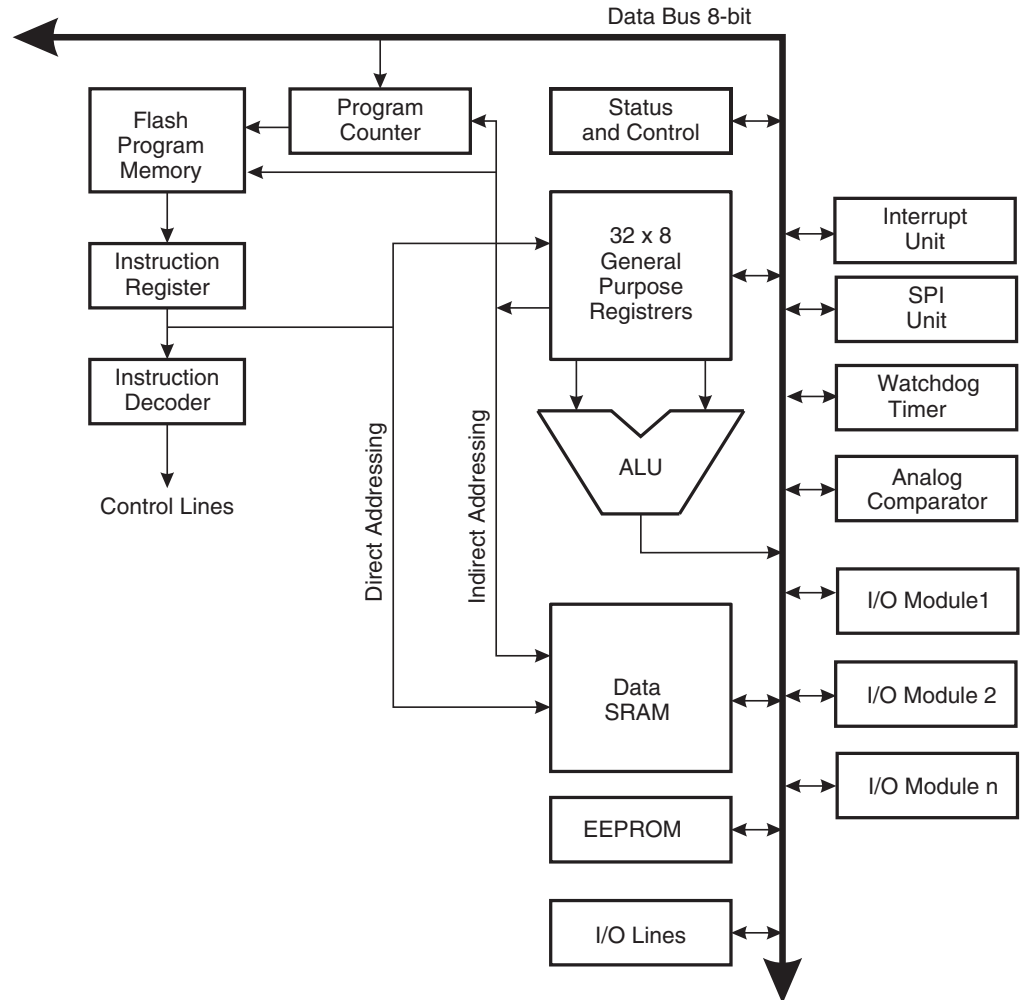 Data Bus 8-bit
Flash
Program
Memory
Program
Counter
Status
and Control
32 x 8
General
Purpose
Registrers
Interrupt
Unit
Instruction
Register
SPI
Unit
Instruction
Decoder
Watchdog
Timer
Direct Addressing
Indirect Addressing
ALU
Analog
Comparator
Control Lines
I/O Module1
Data
SRAM
I/O Module 2
I/O Module n
EEPROM
I/O Lines